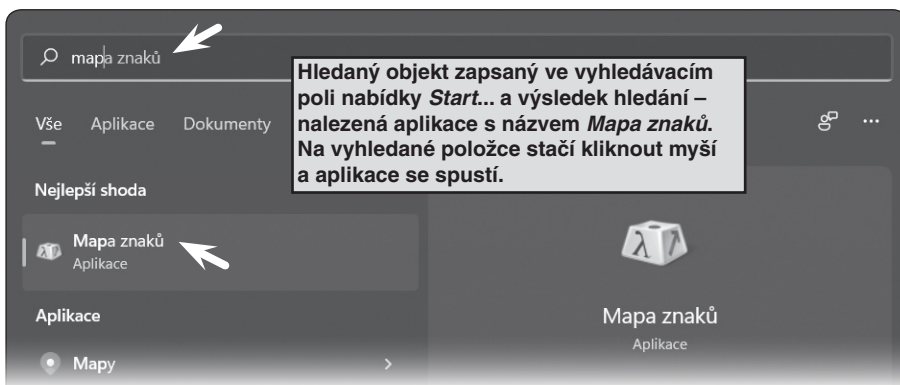 mapa znaků
Hledaný objekt zapsaný ve vyhledávacím
poli nabídky Start... a výsledek hledání –
nalezená aplikace s názvem Mapa znaků.
Na vyhledané položce stačí kliknout myší
a aplikace se spustí.
Vše Aplikace Dokumenty
Nejlepší shoda
Mapa znaků
Aplikace
Aplikace
Mapy
Mapa znaků
Aplikace